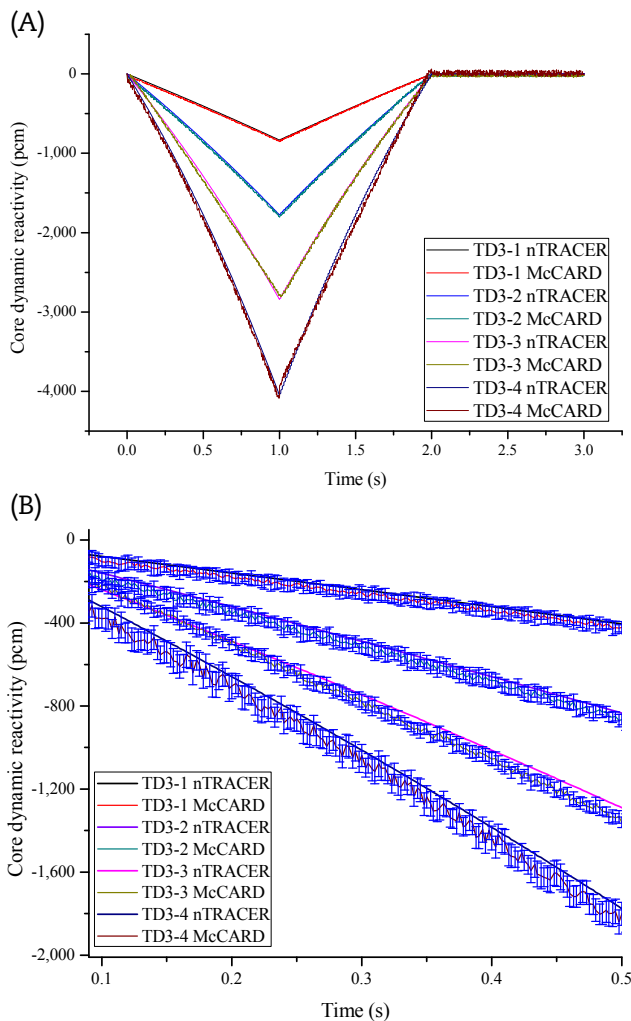 (A)
0
-1,000
-2,000
-3,000
-4,000
Core dynamic reactivity (pcm)
TD3-1 nTRACER
TD3-1 McCARD
TD3-2 nTRACER
TD3-2 McCARD
TD3-3 nTRACER
TD3-3 McCARD
TD3-4 nTRACER
TD3-4 McCARD
0.0 0.5 1.0 1.5 2.0 2.5 3.0
Time (s)
(B)
0
-400
-800
-1,200
-1,600
-2,000
Core dynamic reactivity (pcm)
TD3-1 nTRACER
TD3-1 McCARD
TD3-2 nTRACER
TD3-2 McCARD
TD3-3 nTRACER
TD3-3 McCARD
TD3-4 nTRACER
TD3-4 McCARD
0.1 0.2 0.3 0.4 0.5
Time (s)